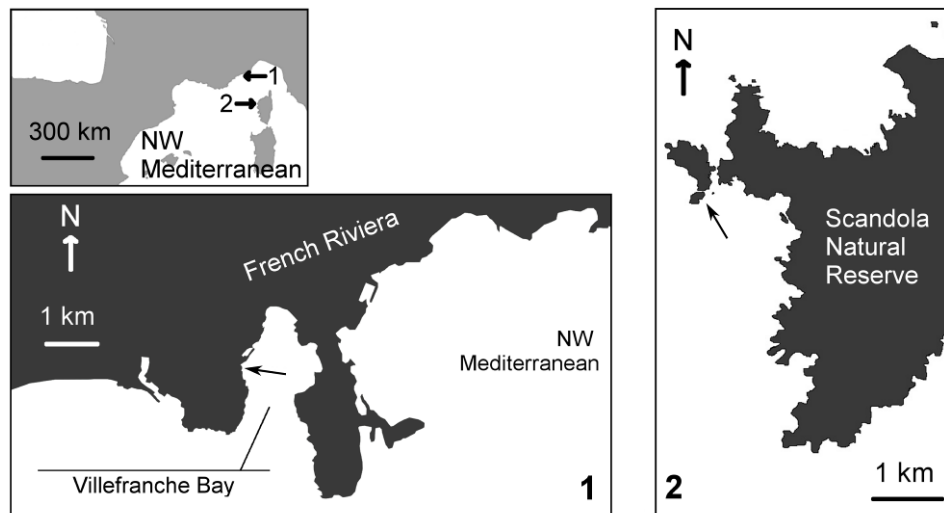 1
2
300 km
NW
Mediterranean
N
French Riviera
1 km
NW
Mediterranean
Villefranche Bay
1
N
Scandola
Natural
Reserve
2
1 km